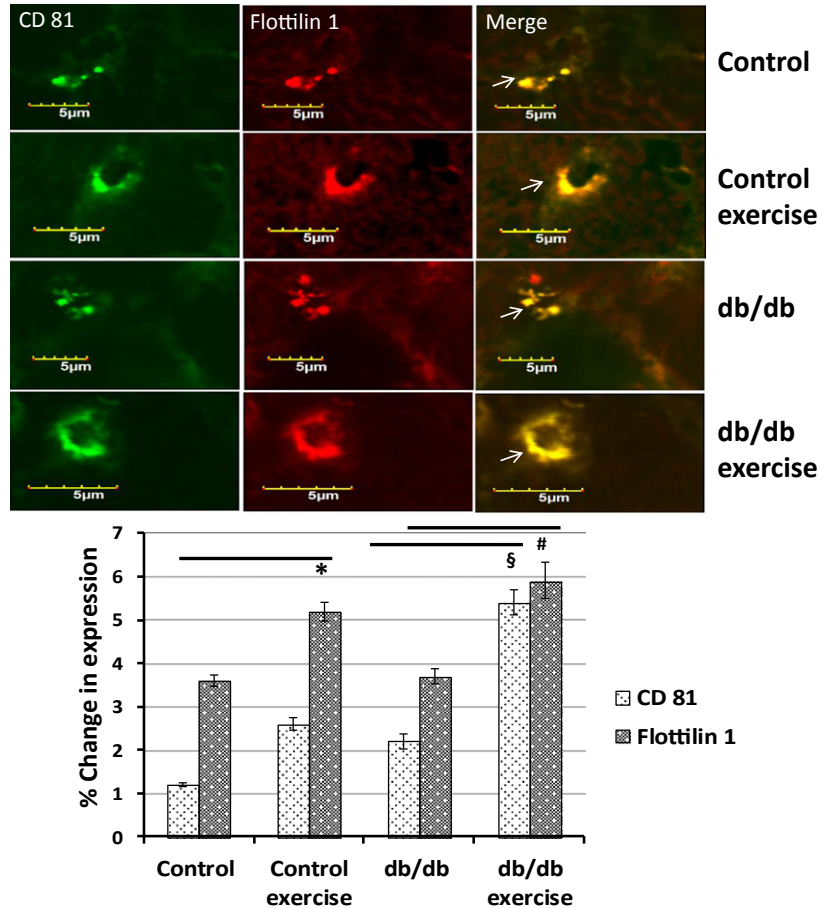 CD 81
Flottilin 1
Merge
Control
5µm
5µm
5µm
Control
exercise
5µm
5µm
5µm
db/db
5µm
5µm
5µm
db/db
exercise
5µm
5µm
5µm
% Change in expression
7
6
5
4
3
2
1
0
*
§
#
CD 81
Flottilin 1
Control
Control
exercise
db/db
db/db
exercise